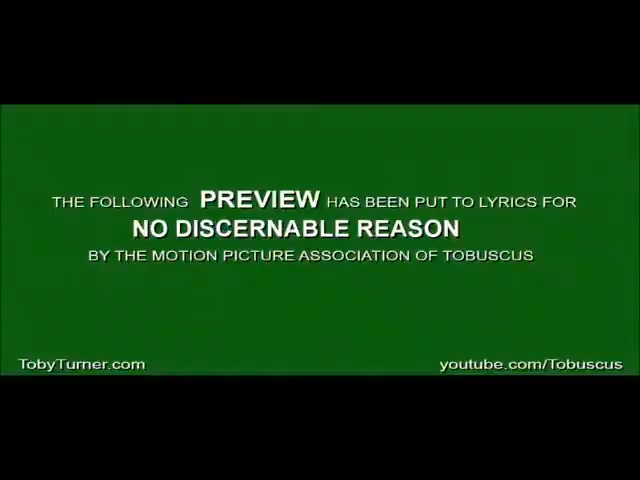 THE FOLLOWING PREVIEW HAS BEEN PUT TO LYRICS FOR
NO DISCERNABLE REASON
BY THE MOTION PICTURE ASSOCIATION OF TOBUSCUS
TobyTurner.com
youtube.com/Tobuscus